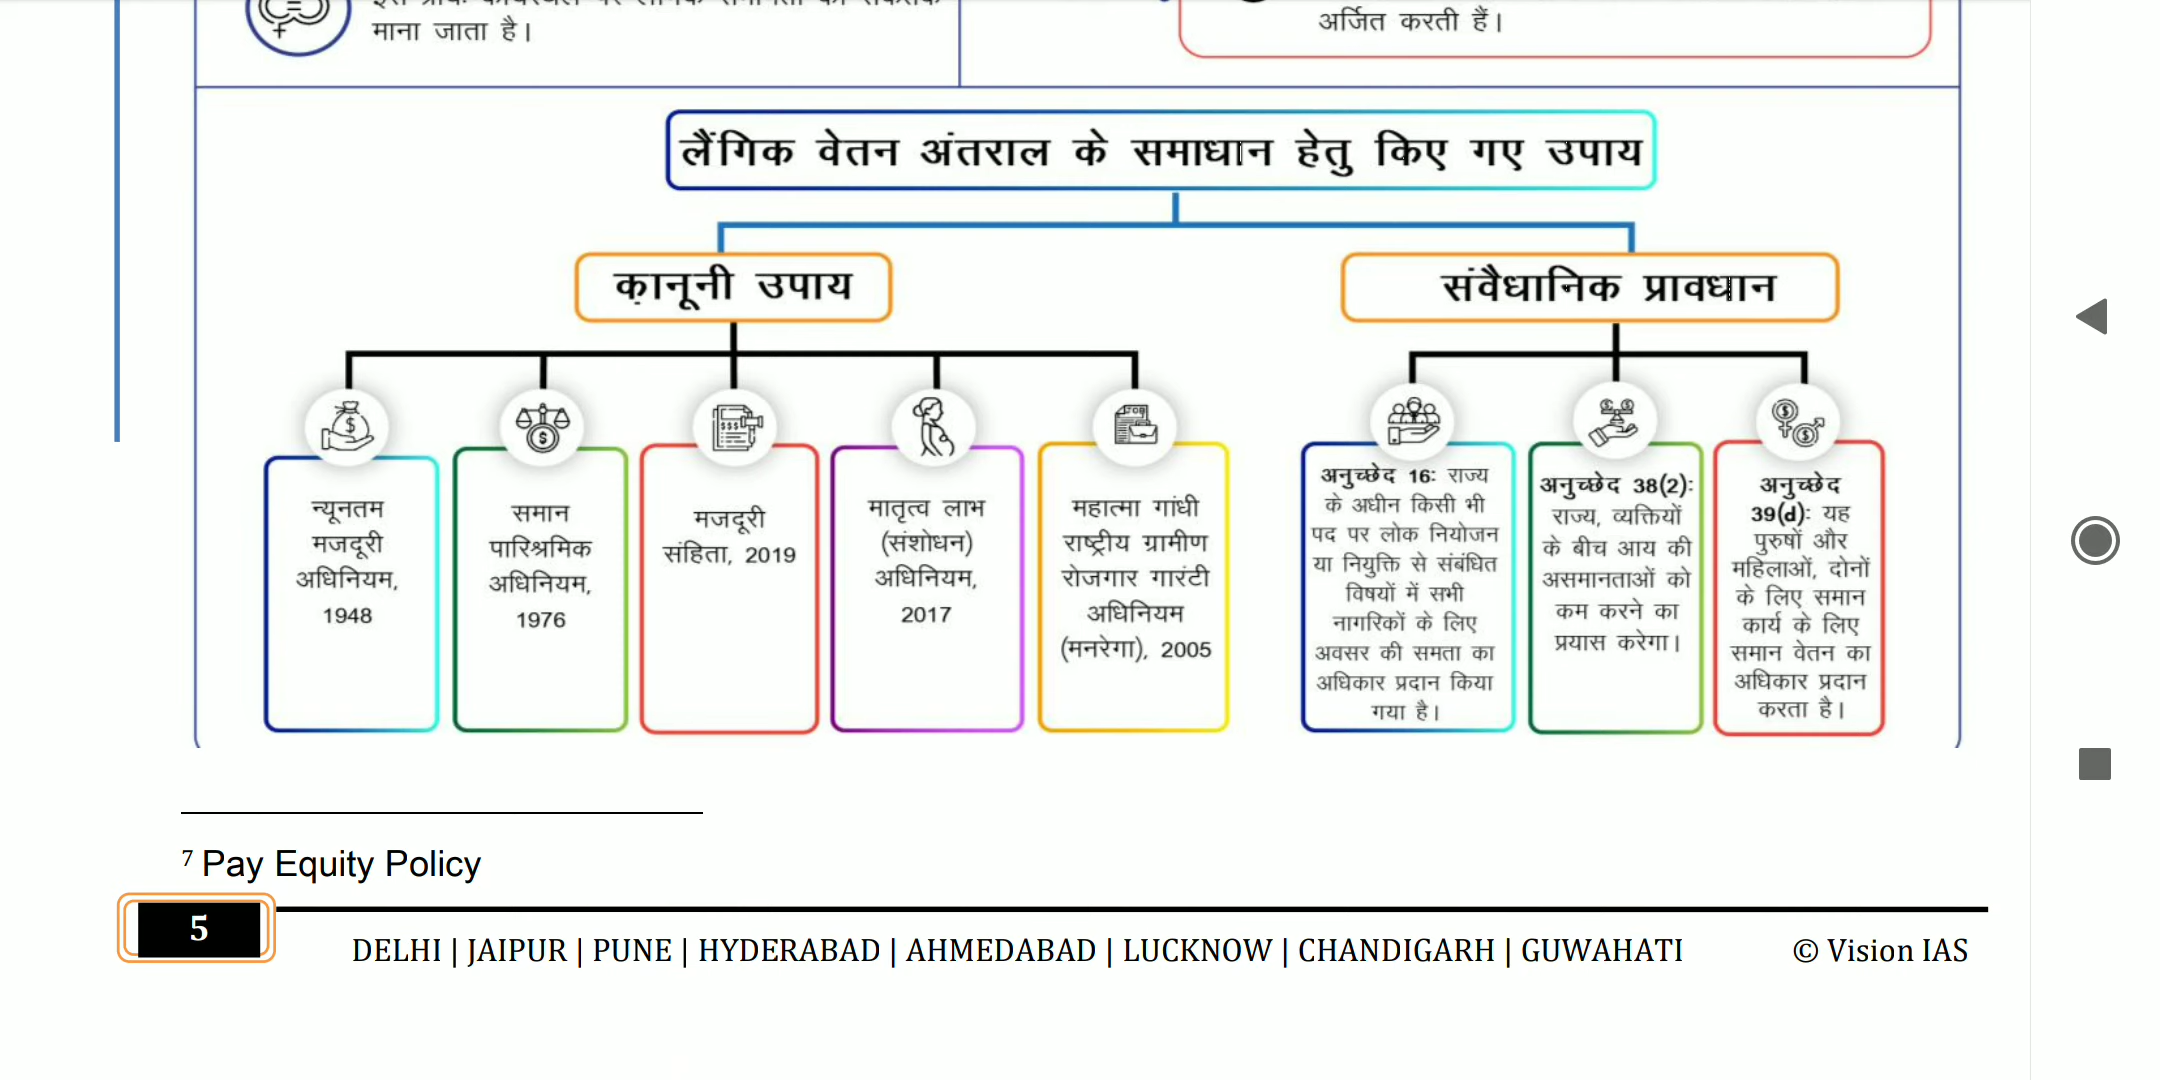 माना जाता है।
अर्जित करती हैं।
लैंगिक वेतन अंतराल के समाधान हेतु किए गए उपाय
क़ानूनी उपाय
संवैधानिक प्रावधान
न्यूनतम
मजदूरी
अधिनियम,
1948
समान
पारिश्रमिक
अधिनियम,
1976
मजदूरी
संहिता, 2019
मातृत्व लाभ
(संशोधन)
अधिनियम,
2017
महात्मा गांधी
राष्ट्रीय ग्रामीण
रोजगार गारंटी
अधिनियम
(मनरेगा), 2005
अनुच्छेद 16: राज्य
के अधीन किसी भी
पद पर लोक नियोजन
या नियुक्ति से संबंधित
विषयों में सभी
नागरिकों के लिए
अवसर की समता का
अधिकार प्रदान किया
गया है।
अनुच्छेद 38(2):
राज्य, व्यक्तियों
के बीच आय की
असमानताओं को
कम करने का
प्रयास करेगा।
अनुच्छेद
39(d): यह
पुरुषों और
महिलाओं, दोनों
के लिए समान
कार्य के लिए
समान वेतन का
अधिकार प्रदान
करता है।
7 Pay Equity Policy
5
DELHI | JAIPUR | PUNE | HYDERABAD | AHMEDABAD | LUCKNOW | CHANDIGARH | GUWAHATI © Vision IAS